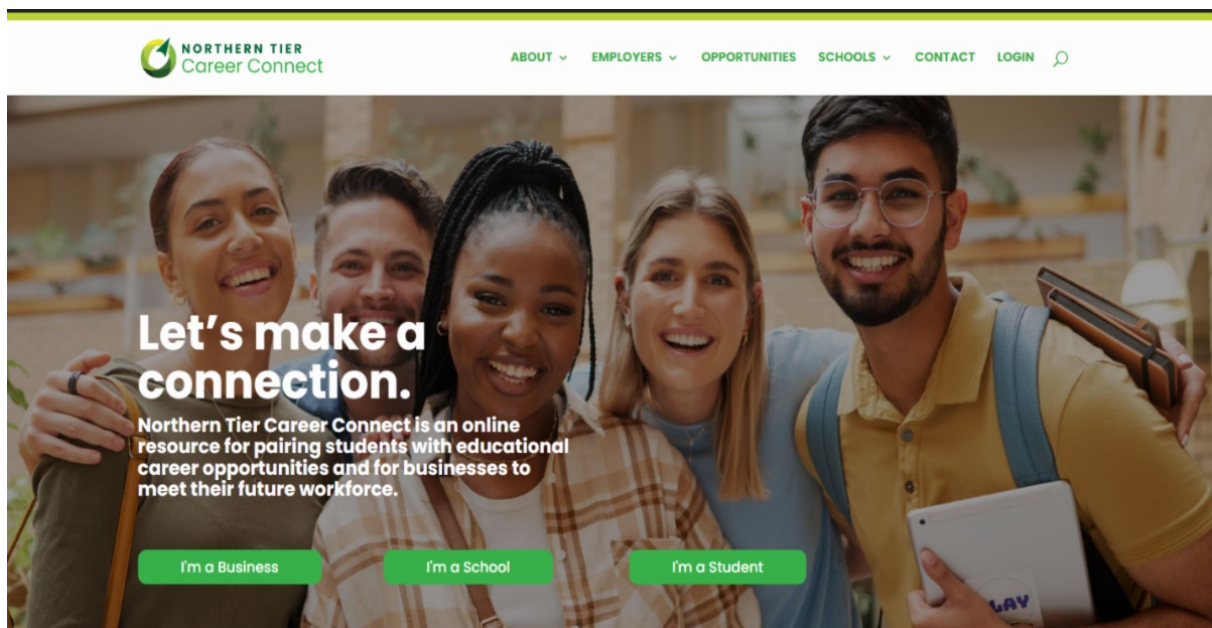 NORTHERN TIER
Career Connect
ABOUT
EMPLOYERS
OPPORTUNITIES
SCHOOLS
CONTACT
LOGIN
Let's make a
connection.
Northern Tier Career Connect is an online
resource for pairing students with educational
career opportunities and for businesses to
meet their future workforce.
I'm a Business
I'm a School
I'm a Student
LAY